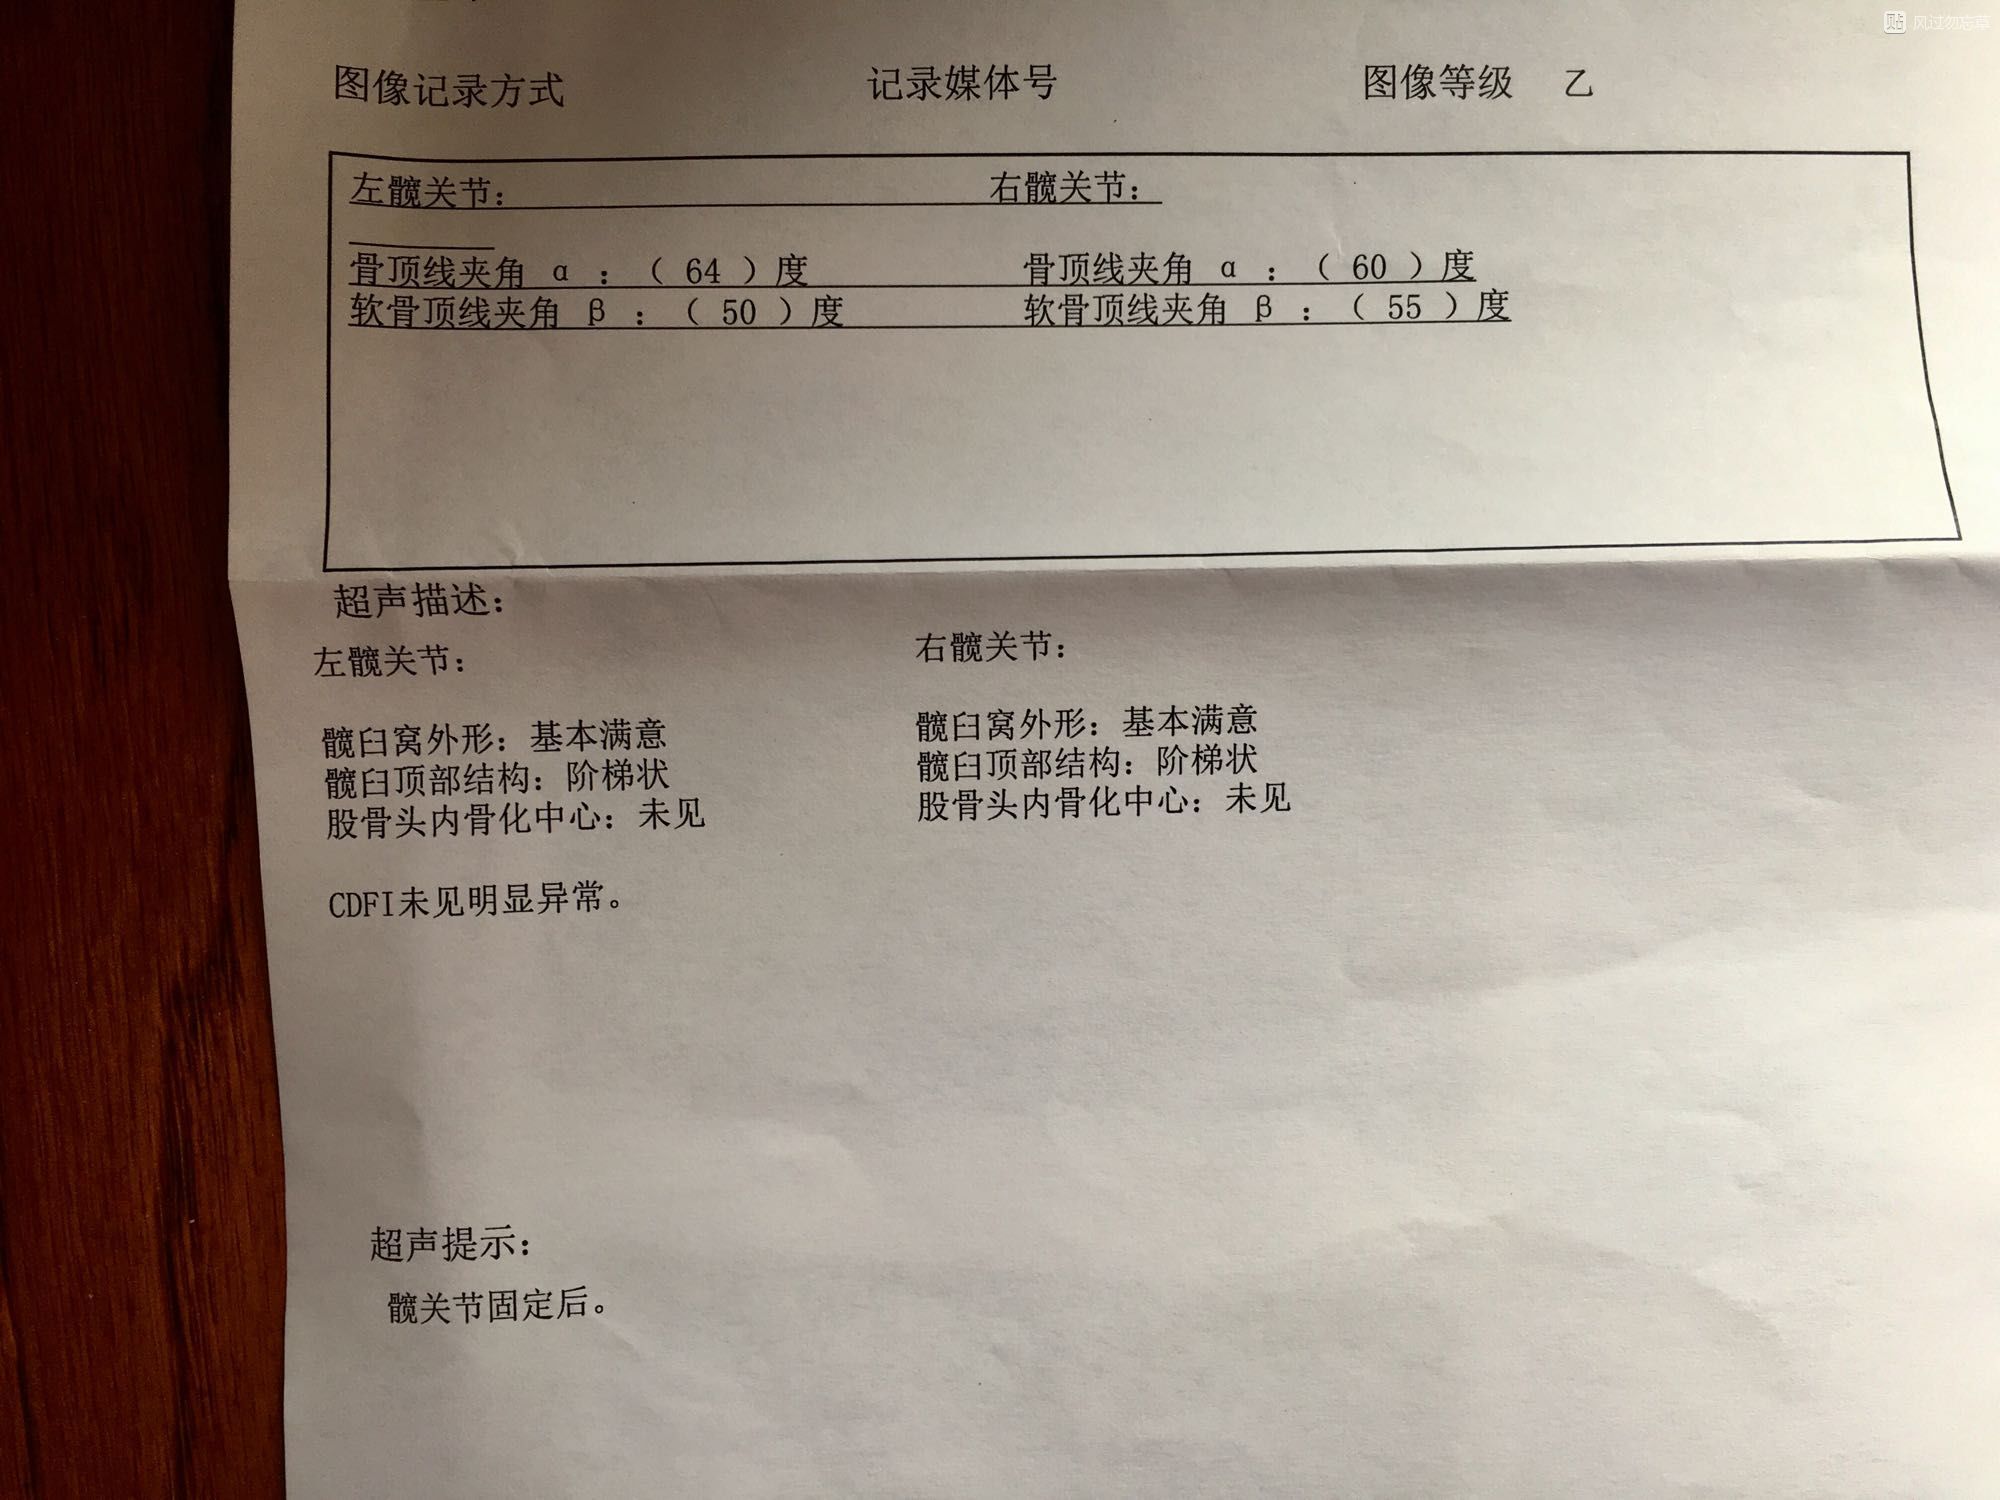 贴 风过勿忘草
图像记录方式 记录媒体号 图像等级 乙
左髋关节: 右髋关节:
骨顶线夹角 α : ( 64 )度 骨顶线夹角 α : ( 60 )度
软骨顶线夹角 β : ( 50 )度 软骨顶线夹角 β : ( 55 )度
超声描述:
左髋关节: 右髋关节:
髋臼窝外形: 基本满意 髋臼窝外形: 基本满意
髋臼顶部结构: 阶梯状 髋臼顶部结构: 阶梯状
股骨头内骨化中心: 未见 股骨头内骨化中心: 未见
CDFI未见明显异常。
超声提示:
髋关节固定后。